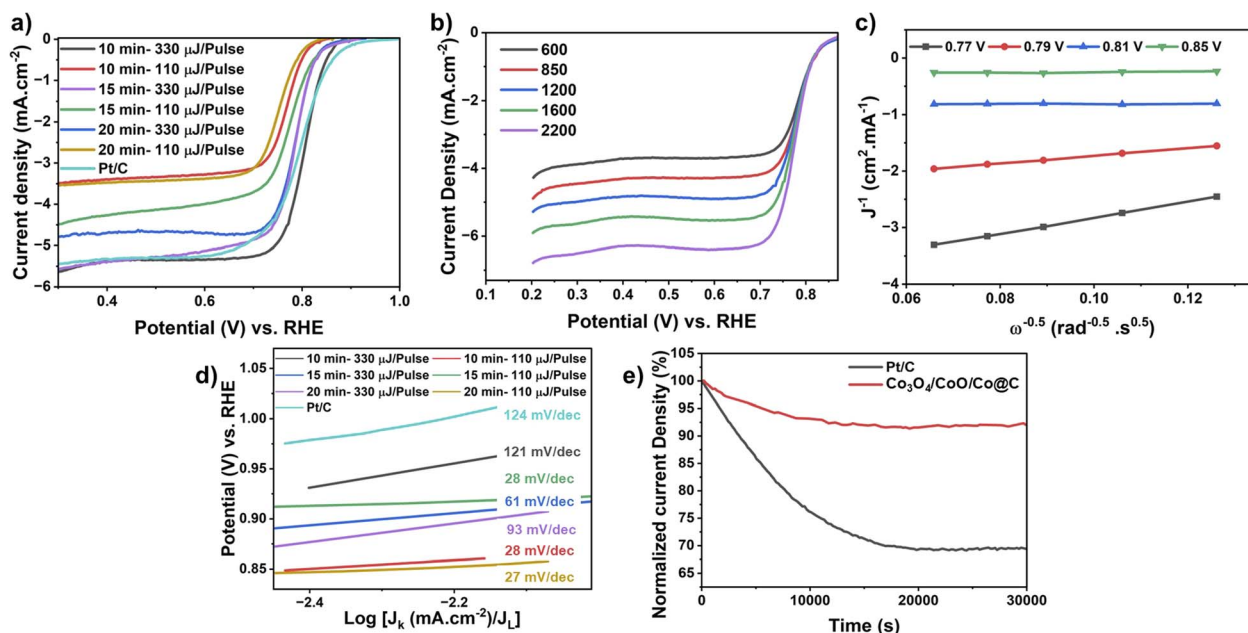 a)
10 min- 330 μJ/Pulse
10 min- 110 μJ/Pulse
15 min- 330 μJ/Pulse
15 min- 110 μJ/Pulse
20 min- 330 μJ/Pulse
20 min- 110 μJ/Pulse
Pt/C
Current density (mA.cm⁻²)
0
−1
−2
−3
−4
−5
−6
0.4
0.6
0.8
1.0
Potential (V) vs. RHE
b)
600
850
1200
1600
2200
Current Density (mA.cm⁻²)
0
−2
−4
−6
0.1
0.2
0.3
0.4
0.5
0.6
0.7
0.8
Potential (V) vs. RHE
c)
0.77 V
0.79 V
0.81 V
0.85 V
J⁻¹ (cm².mA⁻¹)
0
−1
−2
−3
−4
0.06
0.08
0.10
0.12
ω⁻⁰·⁵ (rad⁻⁰·⁵ .s⁰·⁵)
d)
10 min- 330 μJ/Pulse
10 min- 110 μJ/Pulse
15 min- 330 μJ/Pulse
15 min- 110 μJ/Pulse
20 min- 330 μJ/Pulse
20 min- 110 μJ/Pulse
Pt/C
124 mV/dec
121 mV/dec
28 mV/dec
61 mV/dec
93 mV/dec
28 mV/dec
27 mV/dec
Potential (V) vs. RHE
1.05
1.00
0.95
0.90
0.85
−2.4
−2.2
Log [Jₖ (mA.cm⁻²)/J_L]
e)
Pt/C
Co₃O₄/CoO/Co@C
Normalized current Density (%)
105
100
95
90
85
80
75
70
65
0
10000
20000
30000
Time (s)